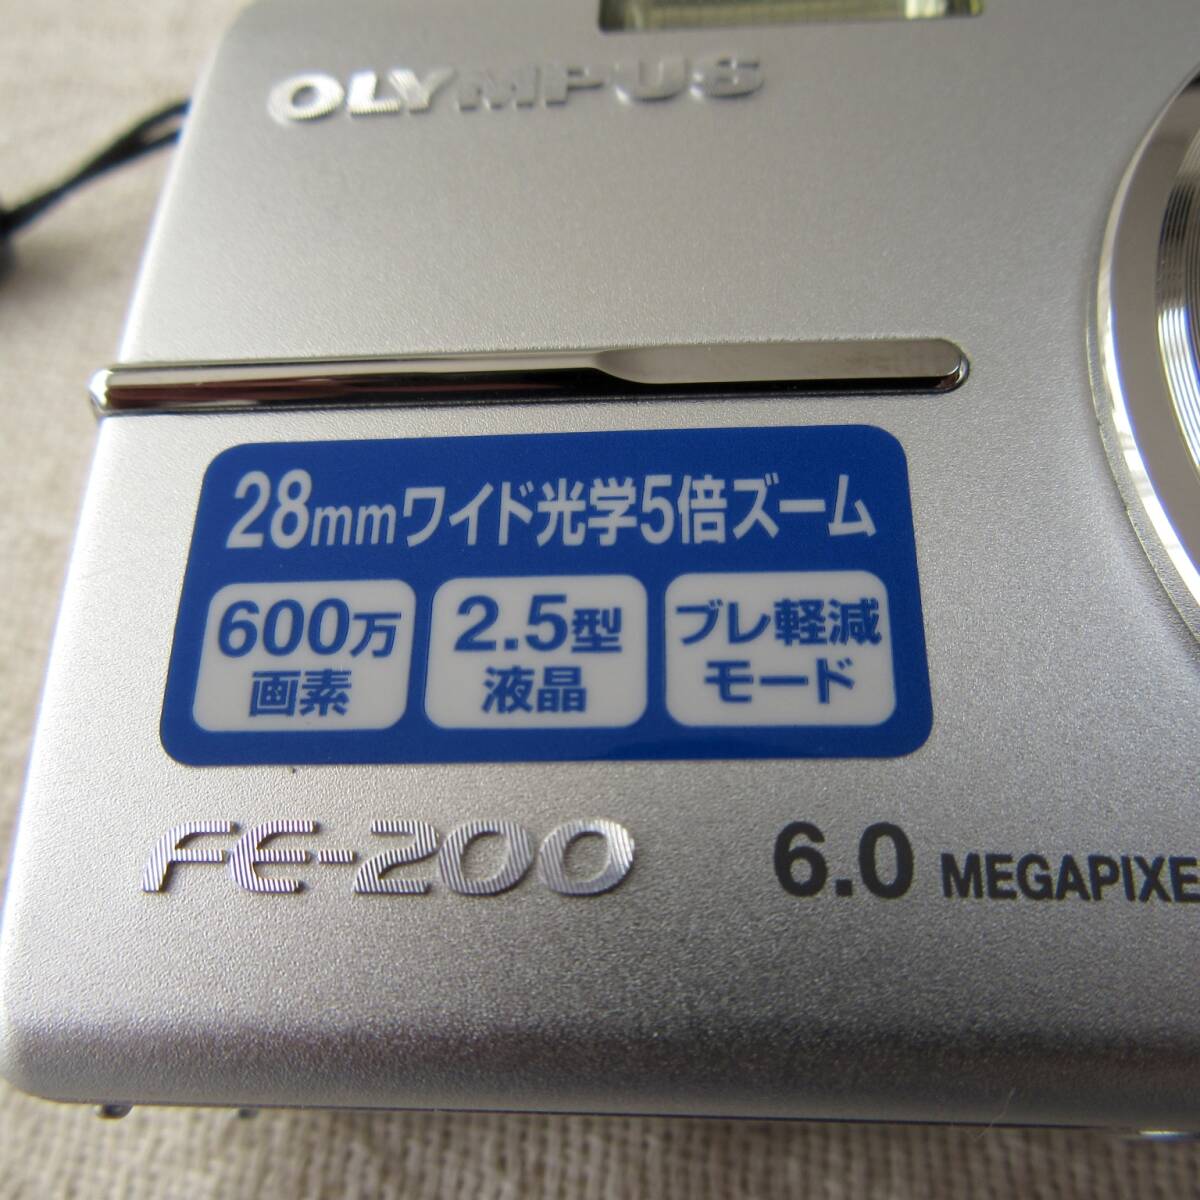 OLYMPUS
28mmワイド光学5倍ズーム
600万
画素
2.5型
液晶
ブレ軽減
モード
FE-200
6.0 MEGAPIXE